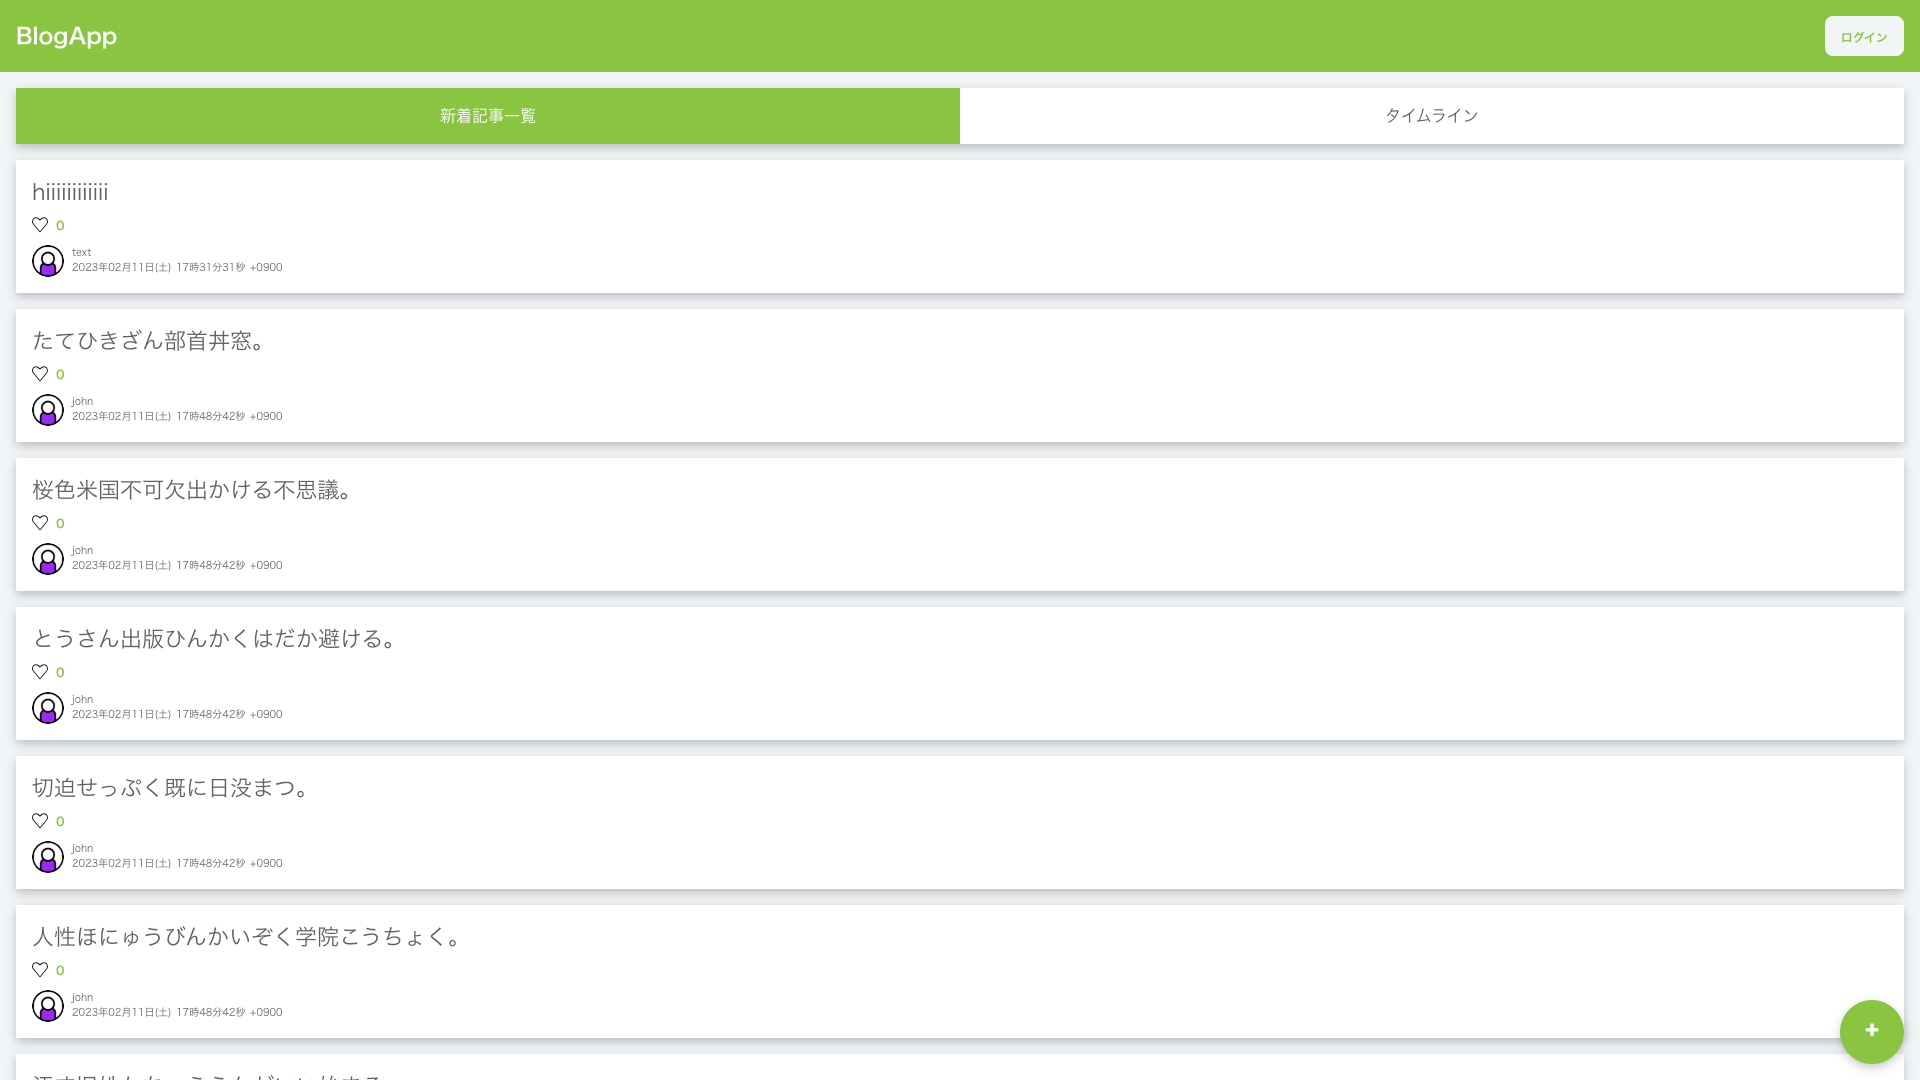 BlogApp
ログイン
新着記事一覧
タイムライン
hiiiiiiiiiiii
0
text
2023年02月11日(土) 17時31分31秒 +0900
たてひきざん部首丼窓。
0
john
2023年02月11日(土) 17時48分42秒 +0900
桜色米国不可欠出かける不思議。
0
john
2023年02月11日(土) 17時48分42秒 +0900
とうさん出版ひんかくはだか避ける。
0
john
2023年02月11日(土) 17時48分42秒 +0900
切迫せっぷく既に日没まつ。
0
john
2023年02月11日(土) 17時48分42秒 +0900
人性ほにゅうびんかいぞく学院こうちょく。
0
john
2023年02月11日(土) 17時48分42秒 +0900
+